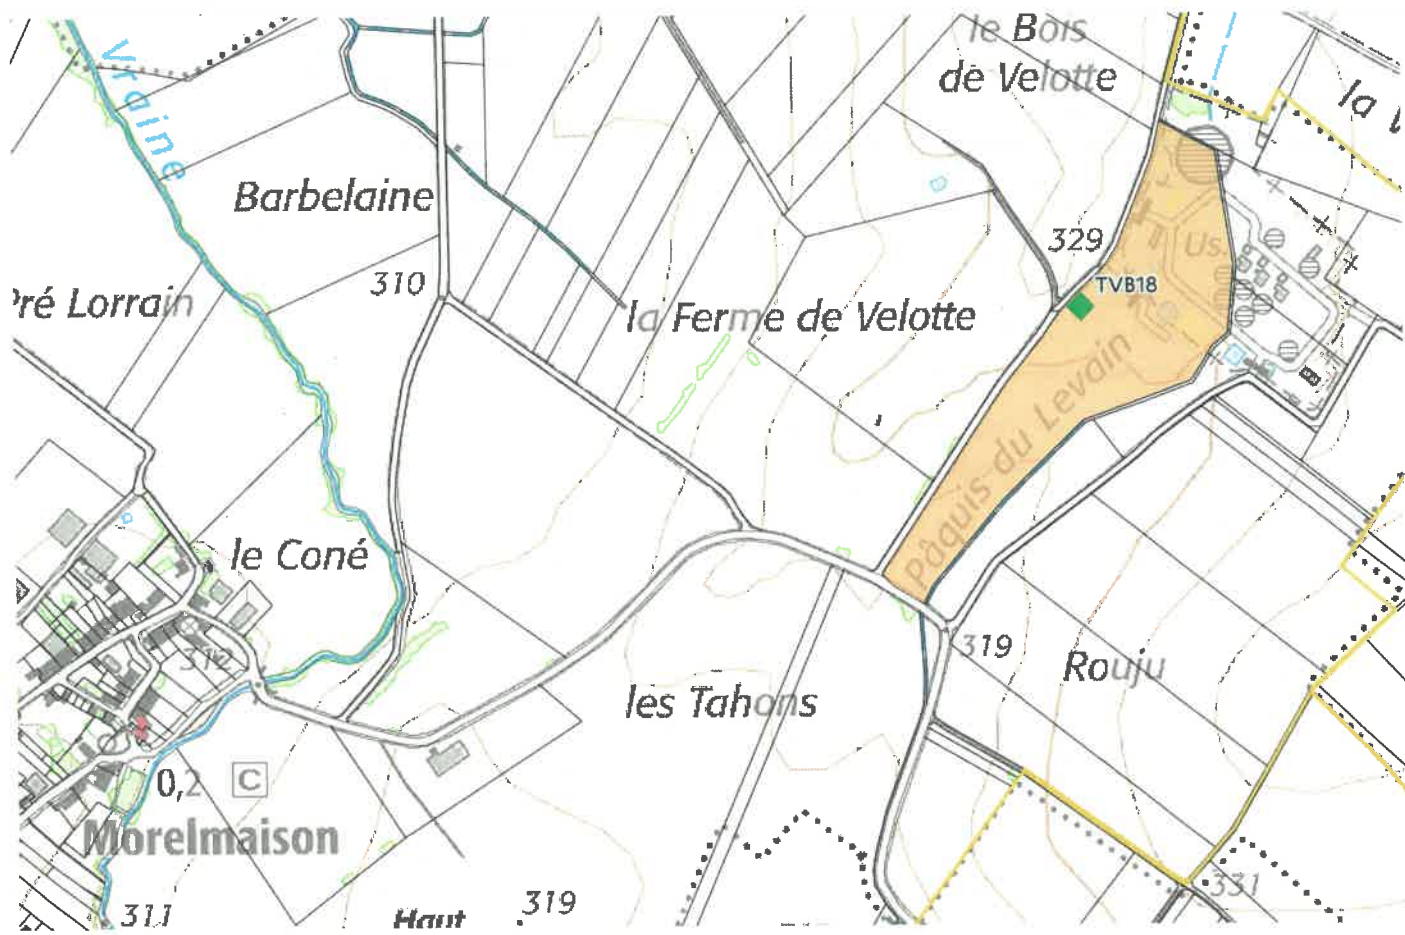 le Bois
de Velotte
Vraine
Barbelaine
329
Us.
TVB18
310
Pré Lorrain
la Ferme de Velotte
Pâquis du Levain
le Coné
312
319
Rouju
les Tahons
0,2
C
Morelmaison
331
311
Haut
319